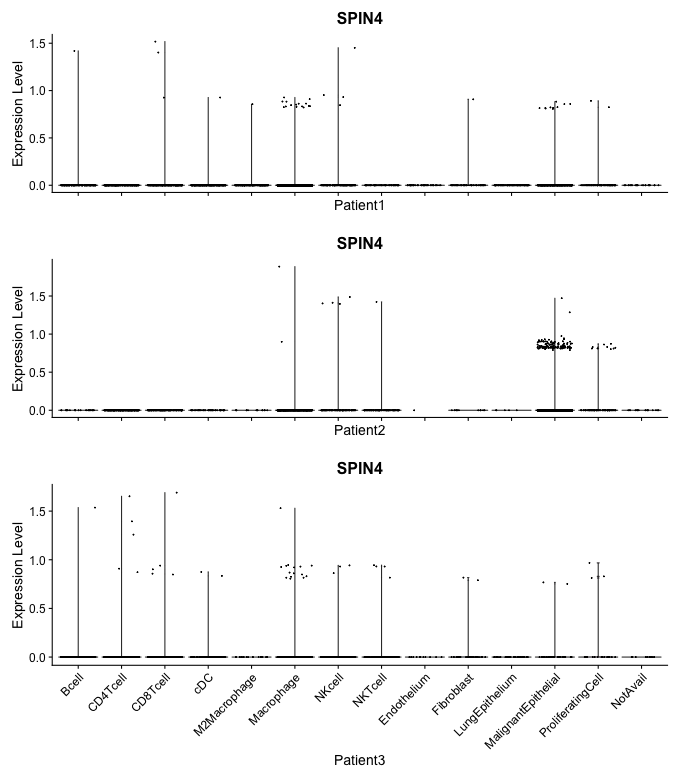 SPIN4
Expression Level
1.5
1.0
0.5
0.0
Patient1
SPIN4
Expression Level
1.5
1.0
0.5
0.0
Patient2
SPIN4
Expression Level
1.5
1.0
0.5
0.0
Bcell
CD4Tcell
CD8Tcell
cDC
M2Macrophage
Macrophage
NKcell
NKTcell
Endothelium
Fibroblast
LungEpithelium
MalignantEpithelial
ProliferatingCell
NotAvail
Patient3